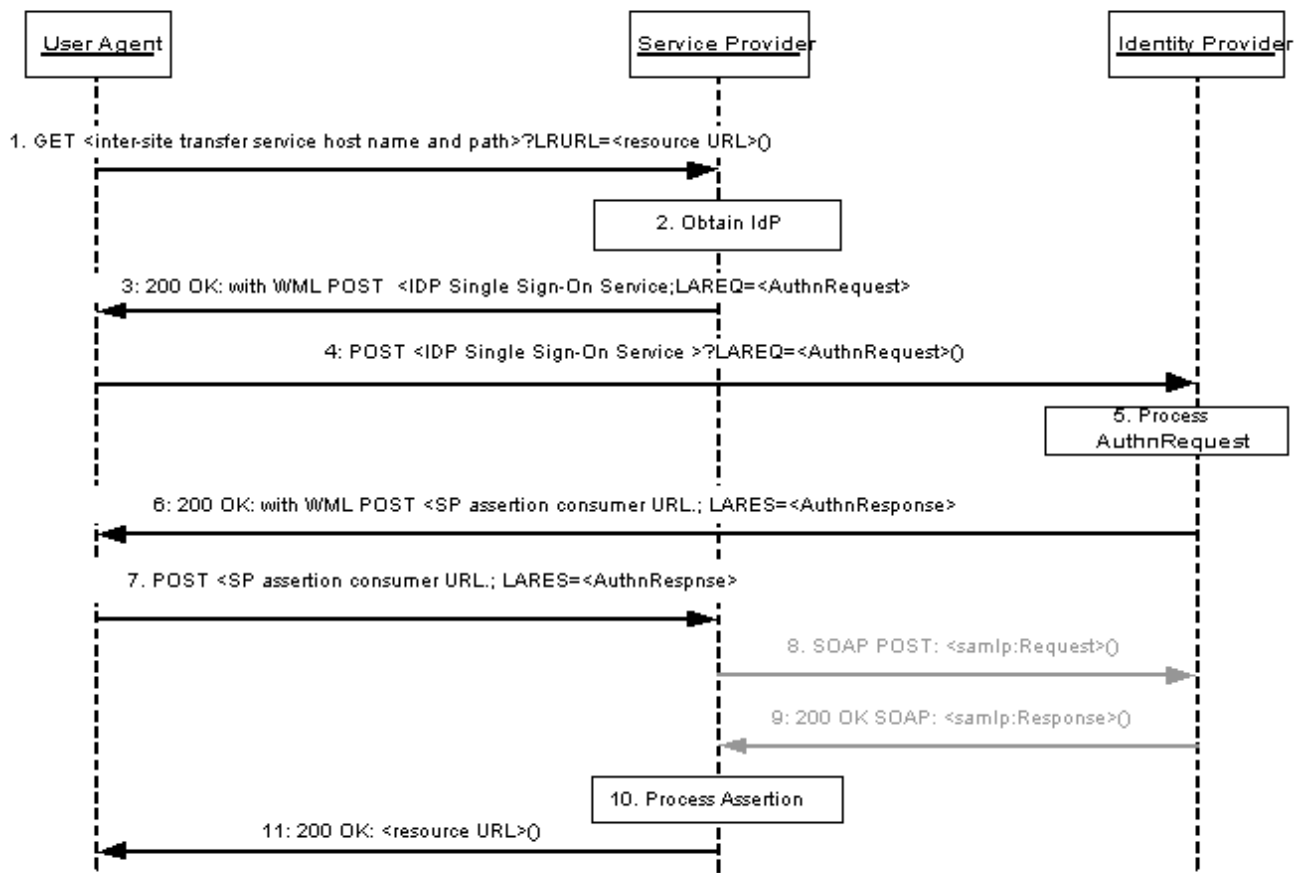 User Agent
Service Provider
Identity Provider
1. GET <inter-site transfer service host name and path>?LRURL=<resource URL>()
2. Obtain IdP
3: 200 OK: with WML POST <IDP Single Sign-On Service;LAREQ=<AuthnRequest>
4: POST <IDP Single Sign-On Service >?LAREQ=<AuthnRequest>()
5. Process
AuthnRequest
6: 200 OK: with WML POST <SP assertion consumer URL.; LARES=<AuthnResponse>
7. POST <SP assertion consumer URL.; LARES=<AuthnRespnse>
8. SOAP POST: <samlp:Request>()
9: 200 OK SOAP: <samlp:Response>()
10. Process Assertion
11: 200 OK: <resource URL>()